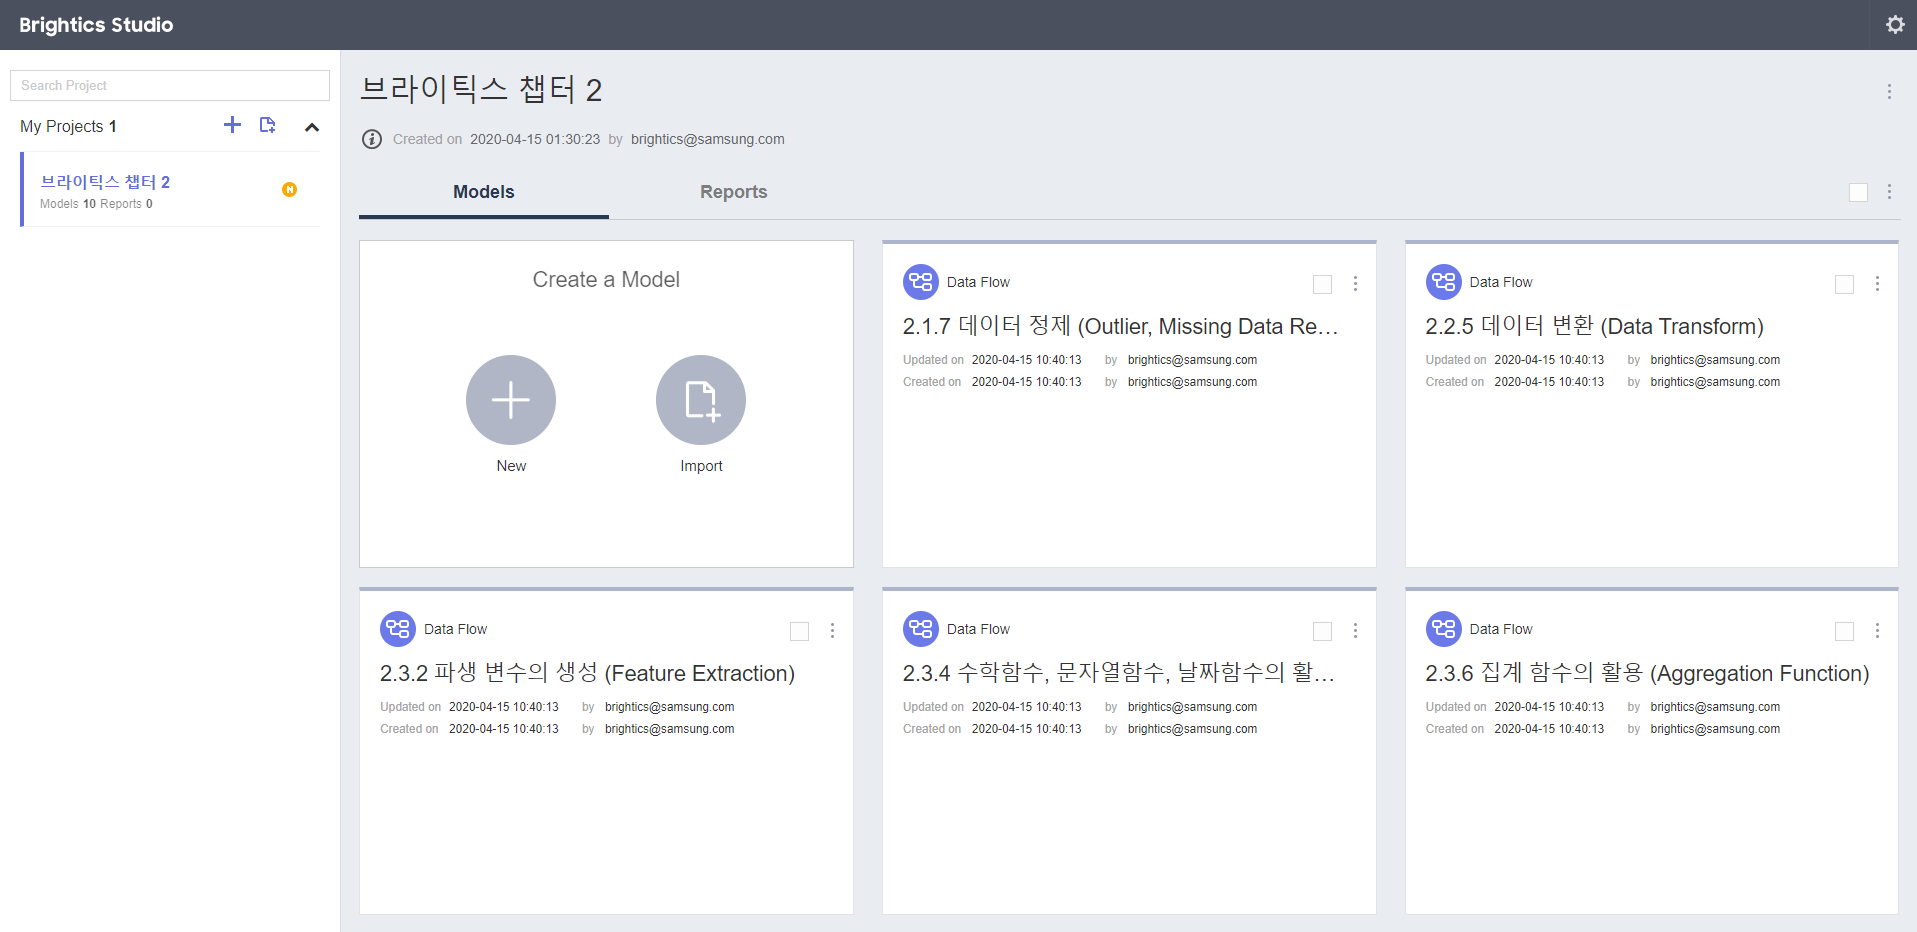 Brightics Studio
Search Project
My Projects 1
브라이틱스 챕터 2
Models 10 Reports 0
N
브라이틱스 챕터 2
Created on 2020-04-15 01:30:23 by brightics@samsung.com
Models
Reports
Create a Model
New
Import
Data Flow
2.1.7 데이터 정제 (Outlier, Missing Data Re...
Updated on 2020-04-15 10:40:13 by brightics@samsung.com
Created on 2020-04-15 10:40:13 by brightics@samsung.com
Data Flow
2.2.5 데이터 변환 (Data Transform)
Updated on 2020-04-15 10:40:13 by brightics@samsung.com
Created on 2020-04-15 10:40:13 by brightics@samsung.com
Data Flow
2.3.2 파생 변수의 생성 (Feature Extraction)
Updated on 2020-04-15 10:40:13 by brightics@samsung.com
Created on 2020-04-15 10:40:13 by brightics@samsung.com
Data Flow
2.3.4 수학함수, 문자열함수, 날짜함수의 활...
Updated on 2020-04-15 10:40:13 by brightics@samsung.com
Created on 2020-04-15 10:40:13 by brightics@samsung.com
Data Flow
2.3.6 집계 함수의 활용 (Aggregation Function)
Updated on 2020-04-15 10:40:13 by brightics@samsung.com
Created on 2020-04-15 10:40:13 by brightics@samsung.com